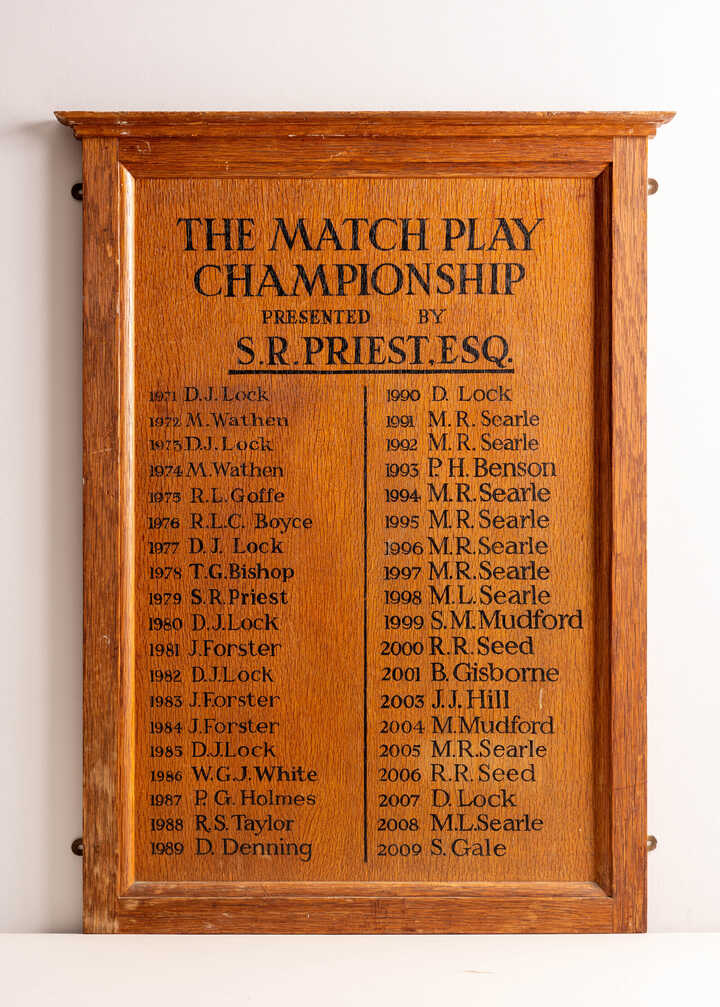 THE MATCH PLAY
CHAMPIONSHIP
PRESENTED BY
S.R. PRIEST, ESQ.
1971 D.J. Lock
1972 M. Wathen
1973 D.J. Lock
1974 M. Wathen
1975 R.L. Goffe
1976 R.L.C. Boyce
1977 D.J. Lock
1978 T.G. Bishop
1979 S.R. Priest
1980 D.J. Lock
1981 J. Forster
1982 D.J. Lock
1983 J. Forster
1984 J. Forster
1985 D.J. Lock
1986 W.G.J. White
1987 P.G. Holmes
1988 R.S. Taylor
1989 D. Denning
1990 D. Lock
1991 M.R. Searle
1992 M.R. Searle
1993 P.H. Benson
1994 M.R. Searle
1995 M.R. Searle
1996 M.R. Searle
1997 M.R. Searle
1998 M.L. Searle
1999 S.M. Mudford
2000 R.R. Seed
2001 B. Gisborne
2003 J.J. Hill
2004 M. Mudford
2005 M.R. Searle
2006 R.R. Seed
2007 D. Lock
2008 M.L. Searle
2009 S. Gale